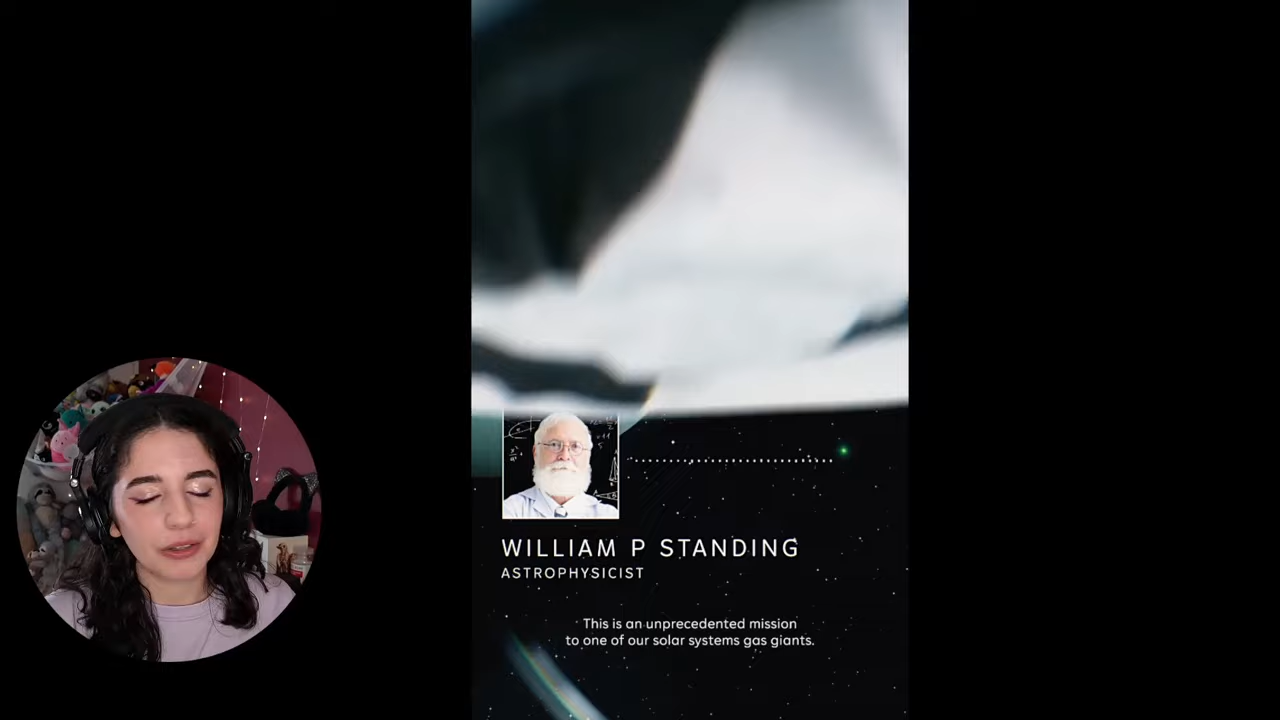 WILLIAM P STANDING
ASTROPHYSICIST
This is an unprecedented mission
to one of our solar systems gas giants.